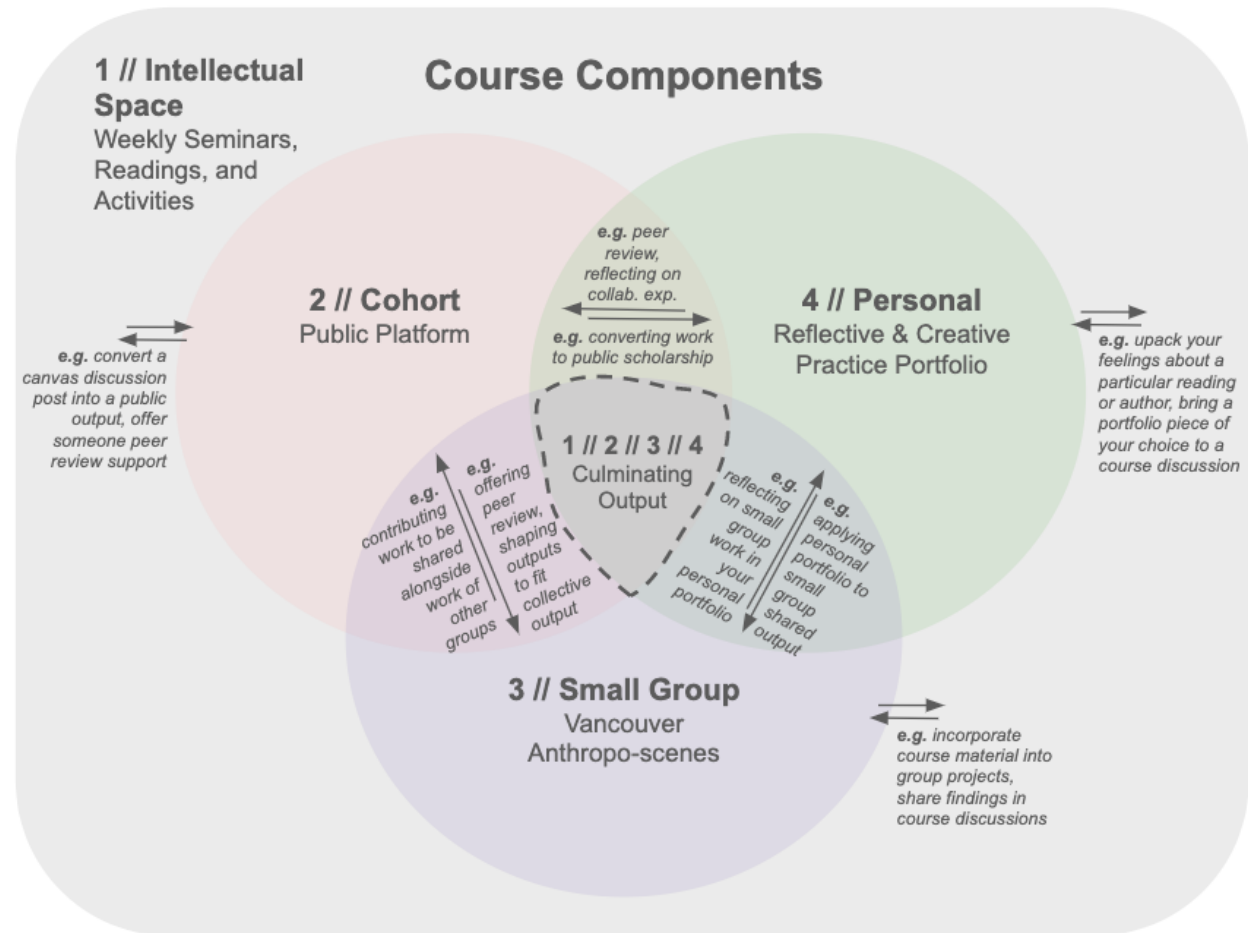 Course Components
1 // Intellectual
Space
Weekly Seminars,
Readings, and
Activities
2 // Cohort
Public Platform
e.g. peer
review,
reflecting on
collab. exp.
e.g. converting work
to public scholarship
4 // Personal
Reflective & Creative
Practice Portfolio
e.g. convert a
canvas discussion
post into a public
output, offer
someone peer
review support
e.g. upack your
feelings about a
particular reading
or author, bring a
portfolio piece of
your choice to a
course discussion
1 // 2 // 3 // 4
Culminating
Output
e.g.
contributing
work to be
shared
alongside
work of
other
groups
e.g.
offering
peer
review,
shaping
outputs
to fit
collective
output
e.g.
reflecting
on small
group
work in
your
personal
portfolio
e.g.
applying
personal
portfolio to
small
group
shared
output
3 // Small Group
Vancouver
Anthropo-scenes
e.g. incorporate
course material into
group projects,
share findings in
course discussions